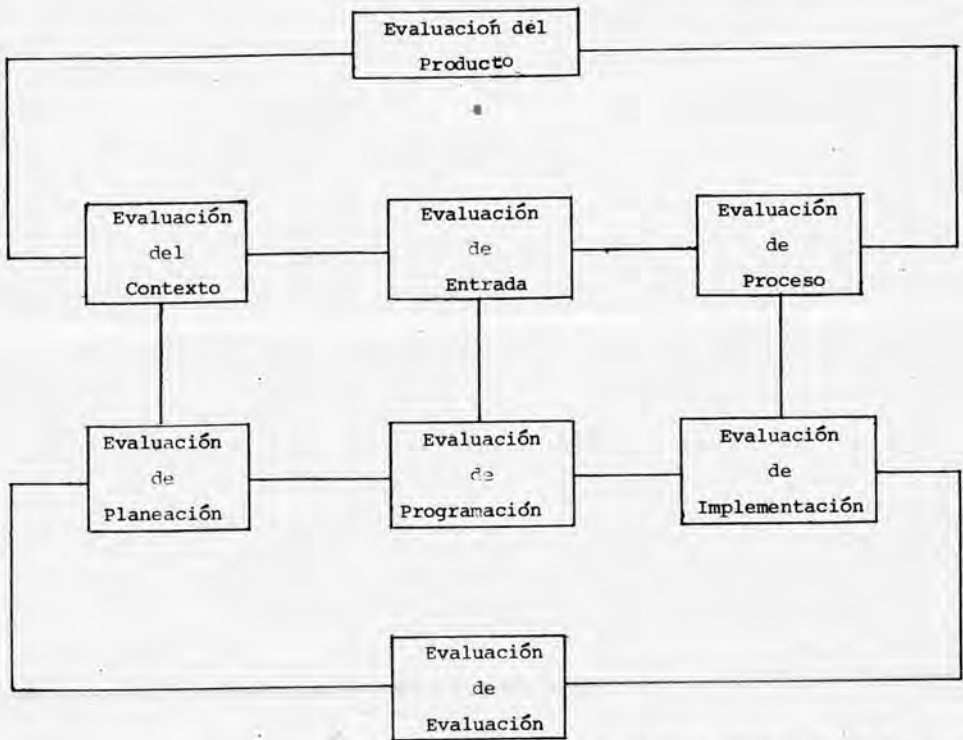 Evaluación del
Producto
Evaluación
del
Contexto
Evaluación
de
Entrada
Evaluación
de
Proceso
Evaluación
de
Planeación
Evaluación
de
Programación
Evaluación
de
Implementación
Evaluación
de
Evaluación